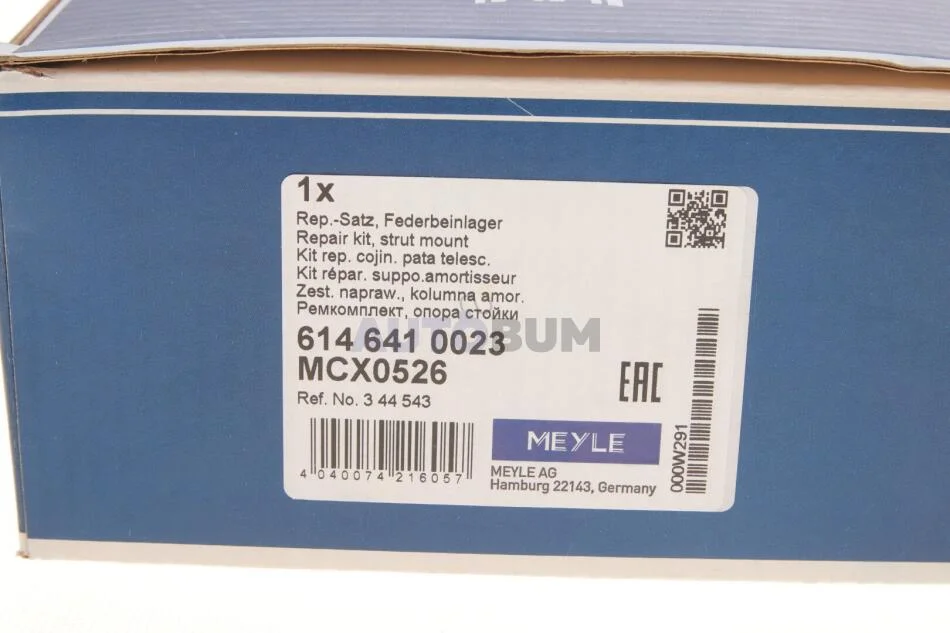 1x
Rep.-Satz, Federbeinlager
Repair kit, strut mount
Kit rep. cojin. pata telesc.
Kit répar. suppo.amortisseur
Zest. napraw., kolumna amor.
Ремкомплект, опора стойки
AUTOBUM
614 641 0023
MCX0526
Ref. No. 3 44 543
EAC
4 040074 216057
MEYLE
MEYLE AG
Hamburg 22143, Germany
000W291